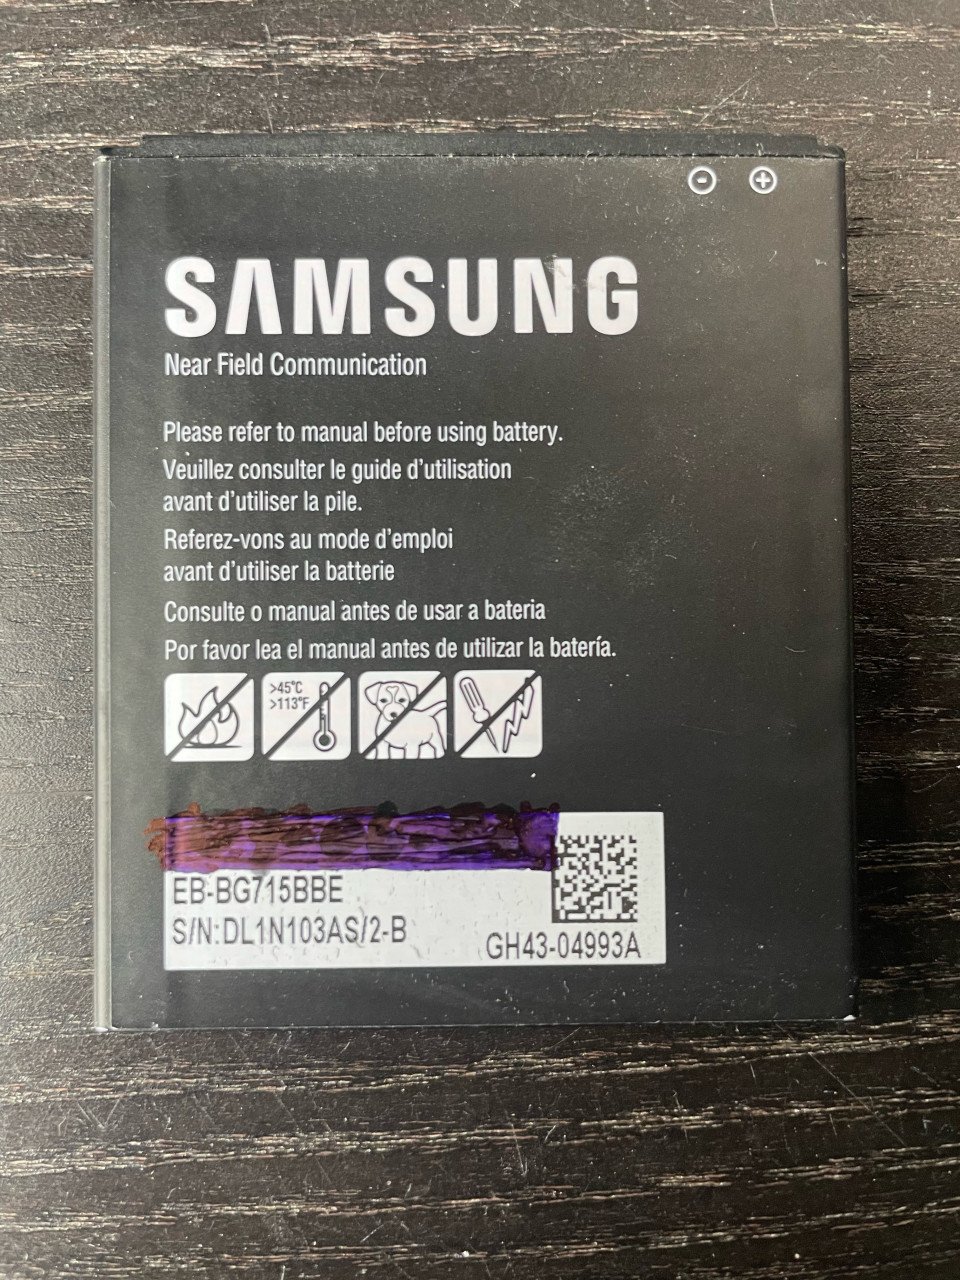 SAMSUNG
Near Field Communication
Please refer to manual before using battery.
Veuillez consulter le guide d'utilisation
avant d'utiliser la pile.
Referez-vons au mode d'emploi
avant d'utiliser la batterie
Consulte o manual antes de usar a bateria
Por favor lea el manual antes de utilizar la batería.
>45°C
>113°F
EB-BG715BBE
S/N:DL1N103AS/2-B
GH43-04993A